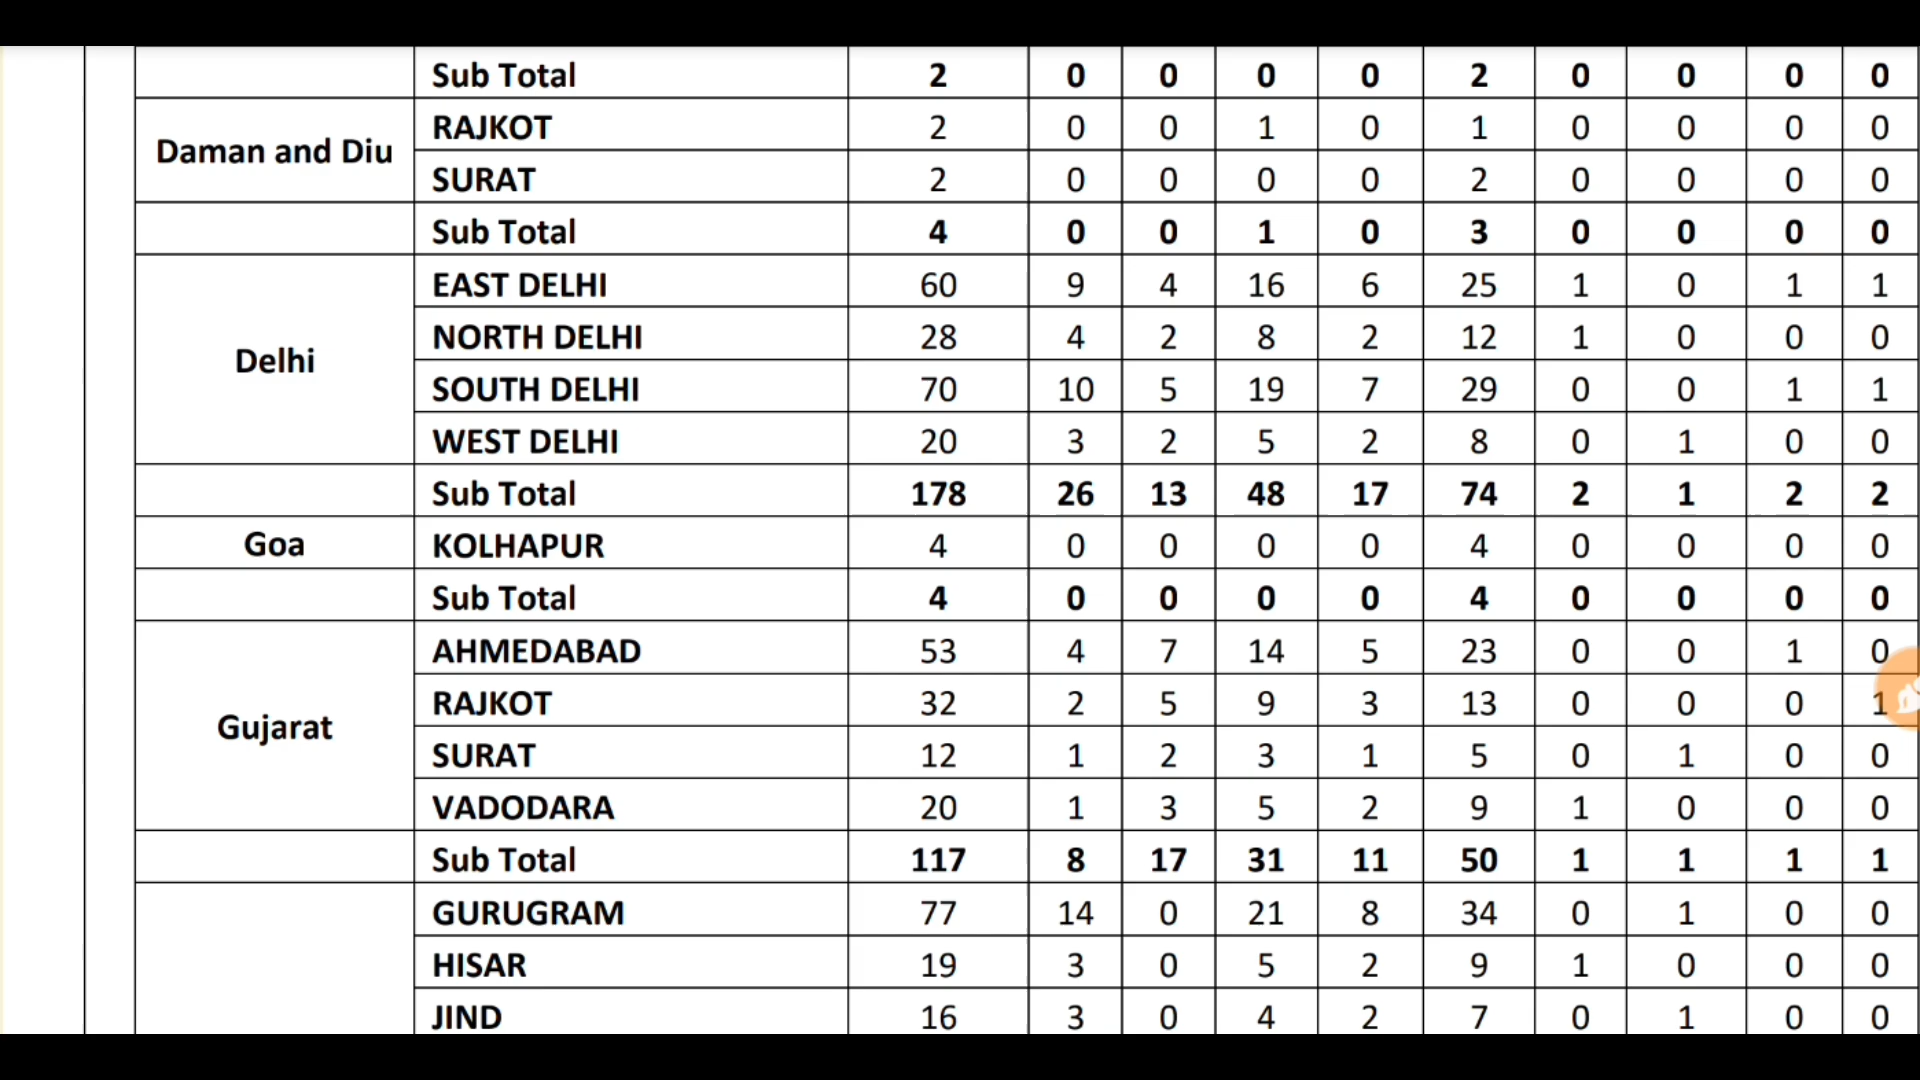 Sub Total 2 0 0 0 0 2 0 0 0 0
Daman and Diu
RAJKOT 2 0 0 1 0 1 0 0 0 0
SURAT 2 0 0 0 0 2 0 0 0 0
Sub Total 4 0 0 1 0 3 0 0 0 0
Delhi
EAST DELHI 60 9 4 16 6 25 1 0 1 1
NORTH DELHI 28 4 2 8 2 12 1 0 0 0
SOUTH DELHI 70 10 5 19 7 29 0 0 1 1
WEST DELHI 20 3 2 5 2 8 0 1 0 0
Sub Total 178 26 13 48 17 74 2 1 2 2
Goa KOLHAPUR 4 0 0 0 0 4 0 0 0 0
Sub Total 4 0 0 0 0 4 0 0 0 0
Gujarat
AHMEDABAD 53 4 7 14 5 23 0 0 1 0
RAJKOT 32 2 5 9 3 13 0 0 0 1
SURAT 12 1 2 3 1 5 0 1 0 0
VADODARA 20 1 3 5 2 9 1 0 0 0
Sub Total 117 8 17 31 11 50 1 1 1 1
GURUGRAM 77 14 0 21 8 34 0 1 0 0
HISAR 19 3 0 5 2 9 1 0 0 0
JIND 16 3 0 4 2 7 0 1 0 0